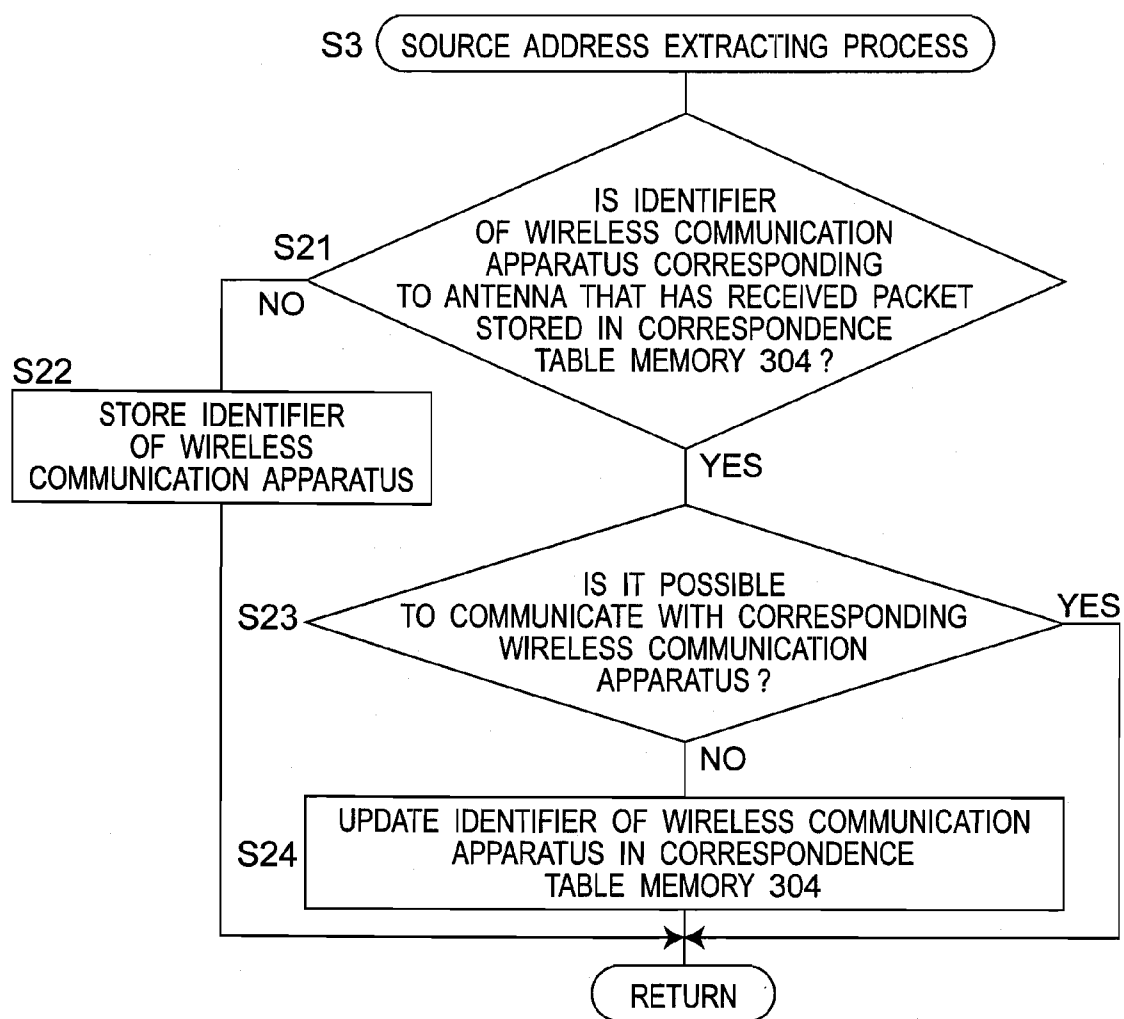 S3
SOURCE ADDRESS EXTRACTING PROCESS
IS IDENTIFIER
OF WIRELESS COMMUNICATION
APPARATUS CORRESPONDING
TO ANTENNA THAT HAS RECEIVED PACKET
STORED IN CORRESPONDENCE
TABLE MEMORY 304 ?
S21
NO
S22
STORE IDENTIFIER
OF WIRELESS
COMMUNICATION APPARATUS
YES
S23
IS IT POSSIBLE
TO COMMUNICATE WITH CORRESPONDING
WIRELESS COMMUNICATION
APPARATUS ?
YES
NO
S24
UPDATE IDENTIFIER OF WIRELESS COMMUNICATION
APPARATUS IN CORRESPONDENCE
TABLE MEMORY 304
RETURN